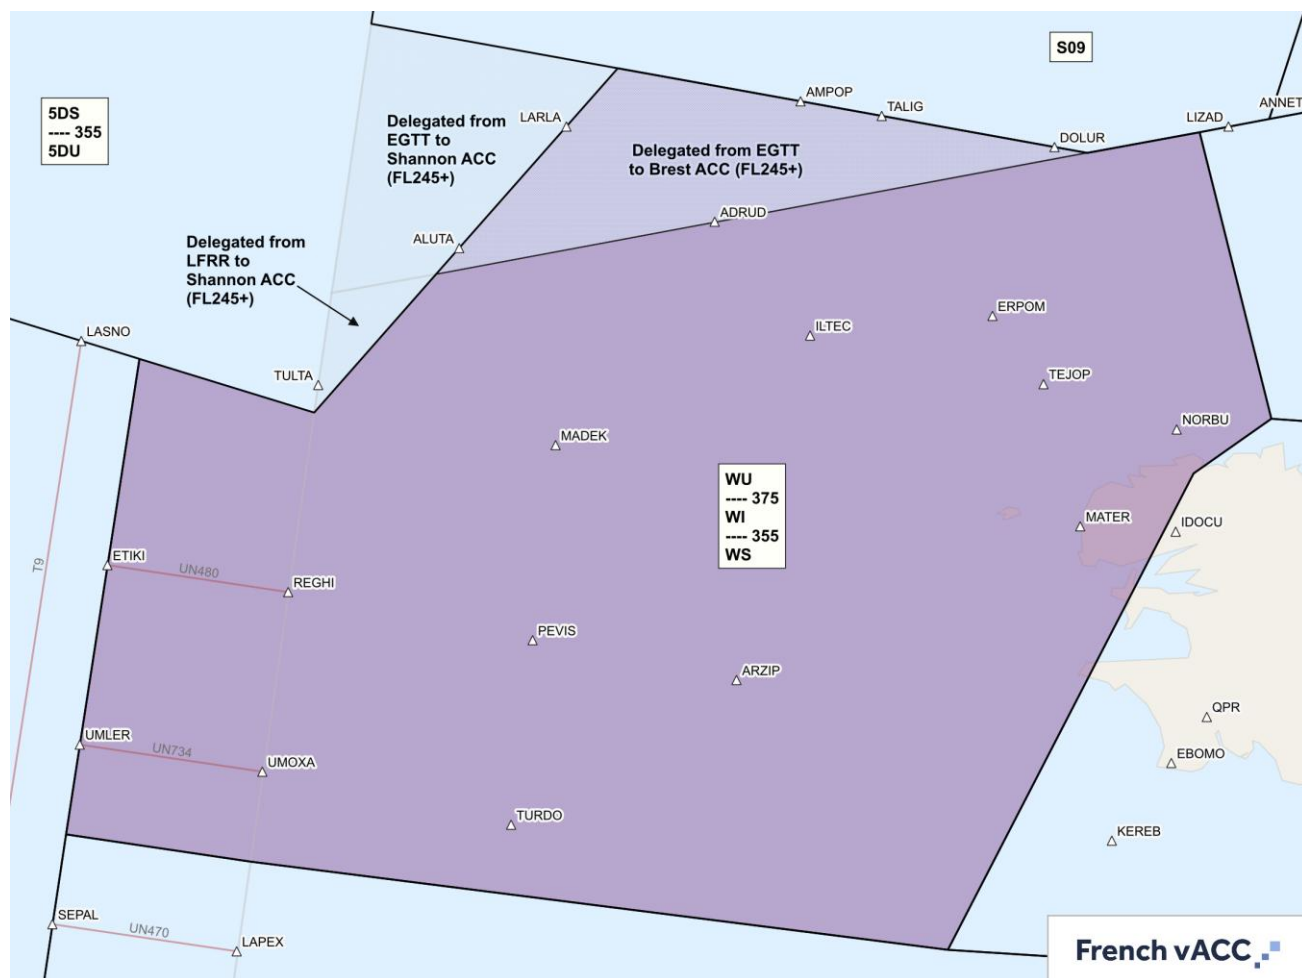 S09
AMPOP
TALIG
ANNET
LIZAD
DOLUR
5DS
---- 355
5DU
LARLA
Delegated from
EGTT to
Shannon ACC
(FL245+)
Delegated from EGTT
to Brest ACC (FL245+)
ADRUD
ALUTA
Delegated from
LFRR to
Shannon ACC
(FL245+)
LASNO
TULTA
ERPOM
ILTEC
TEJOP
NORBU
MADEK
WU
---- 375
WI
---- 355
WS
MATER
IDOCU
T9
ETIKI
UN480
REGHI
PEVIS
ARZIP
QPR
UMLER
UN734
UMOXA
EBOMO
TURDO
KEREB
SEPAL
UN470
LAPEX
French vACC